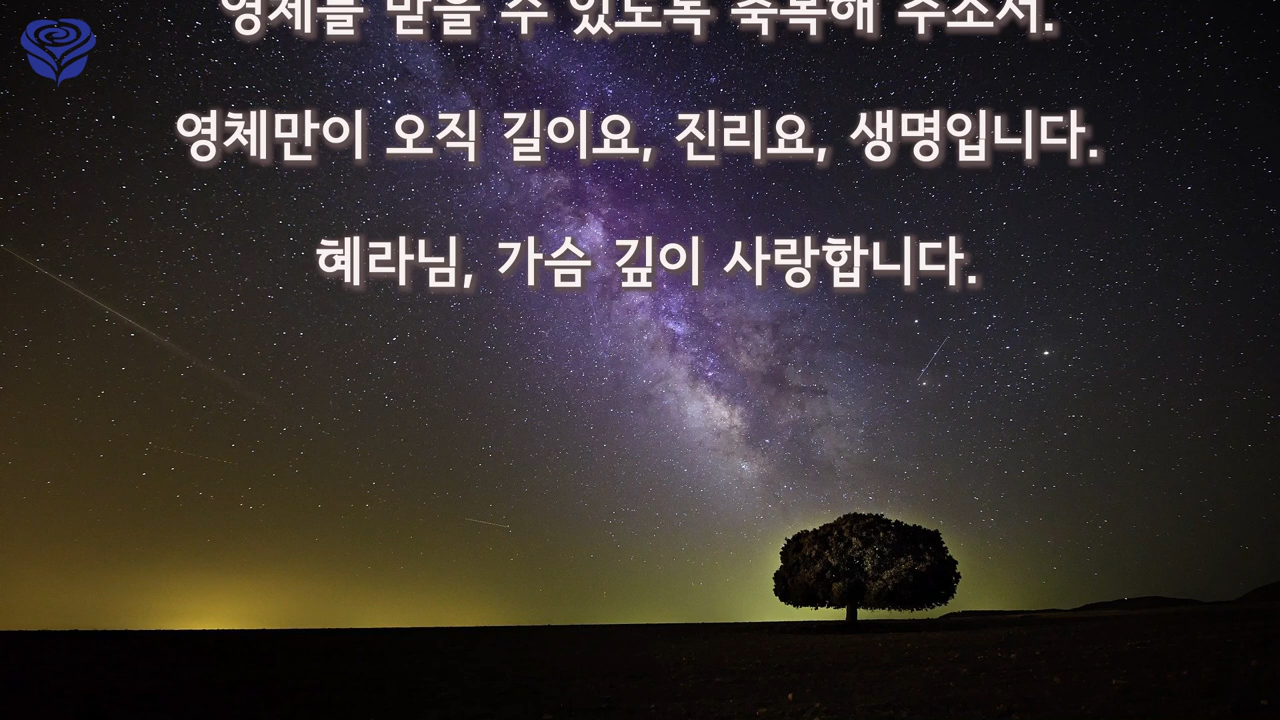 영체를 받을 수 있도록 축복해 주소서.
영체만이 오직 길이요, 진리요, 생명입니다.
혜라님, 가슴 깊이 사랑합니다.